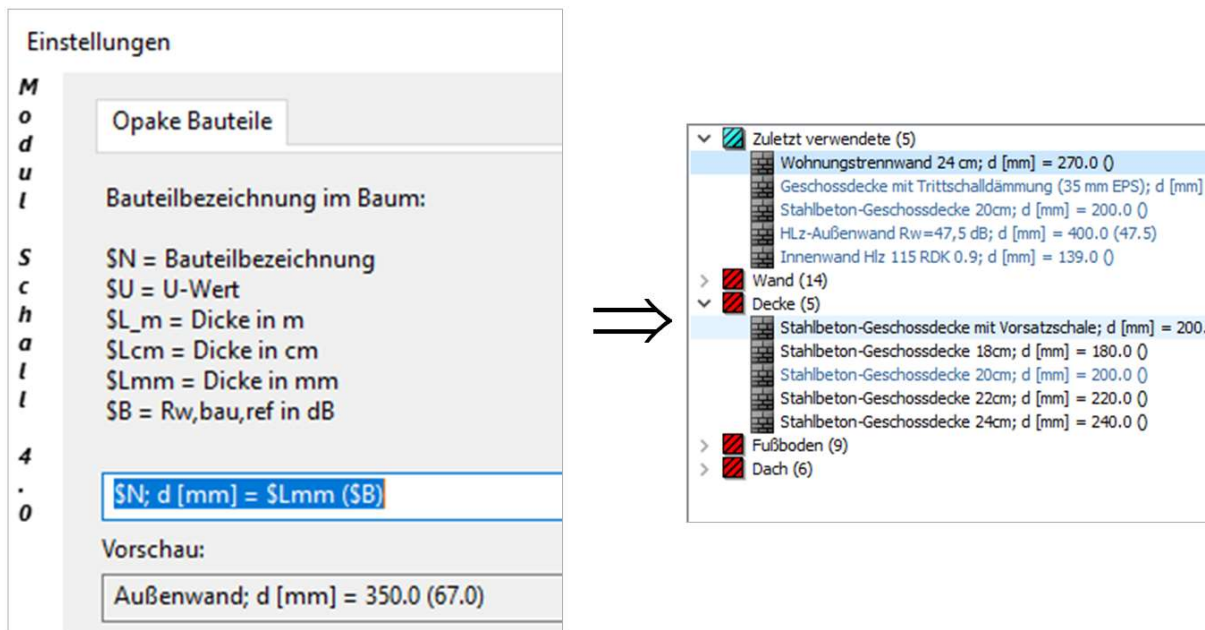 Einstellungen
Modul Schall 4.0
Opake Bauteile
Bauteilbezeichnung im Baum:
$N = Bauteilbezeichnung
$U = U-Wert
$L_m = Dicke in m
$Lcm = Dicke in cm
$Lmm = Dicke in mm
$B = Rw,bau,ref in dB
$N; d [mm] = $Lmm ($B)
Vorschau:
Außenwand; d [mm] = 350.0 (67.0)
Zuletzt verwendete (5)
Wohnungstrennwand 24 cm; d [mm] = 270.0 ()
Geschossdecke mit Trittschalldämmung (35 mm EPS); d [mm]
Stahlbeton-Geschossdecke 20cm; d [mm] = 200.0 ()
HLz-Außenwand Rw=47,5 dB; d [mm] = 400.0 (47.5)
Innenwand Hlz 115 RDK 0.9; d [mm] = 139.0 ()
Wand (14)
Decke (5)
Stahlbeton-Geschossdecke mit Vorsatzschale; d [mm] = 200.
Stahlbeton-Geschossdecke 18cm; d [mm] = 180.0 ()
Stahlbeton-Geschossdecke 20cm; d [mm] = 200.0 ()
Stahlbeton-Geschossdecke 22cm; d [mm] = 220.0 ()
Stahlbeton-Geschossdecke 24cm; d [mm] = 240.0 ()
Fußboden (9)
Dach (6)